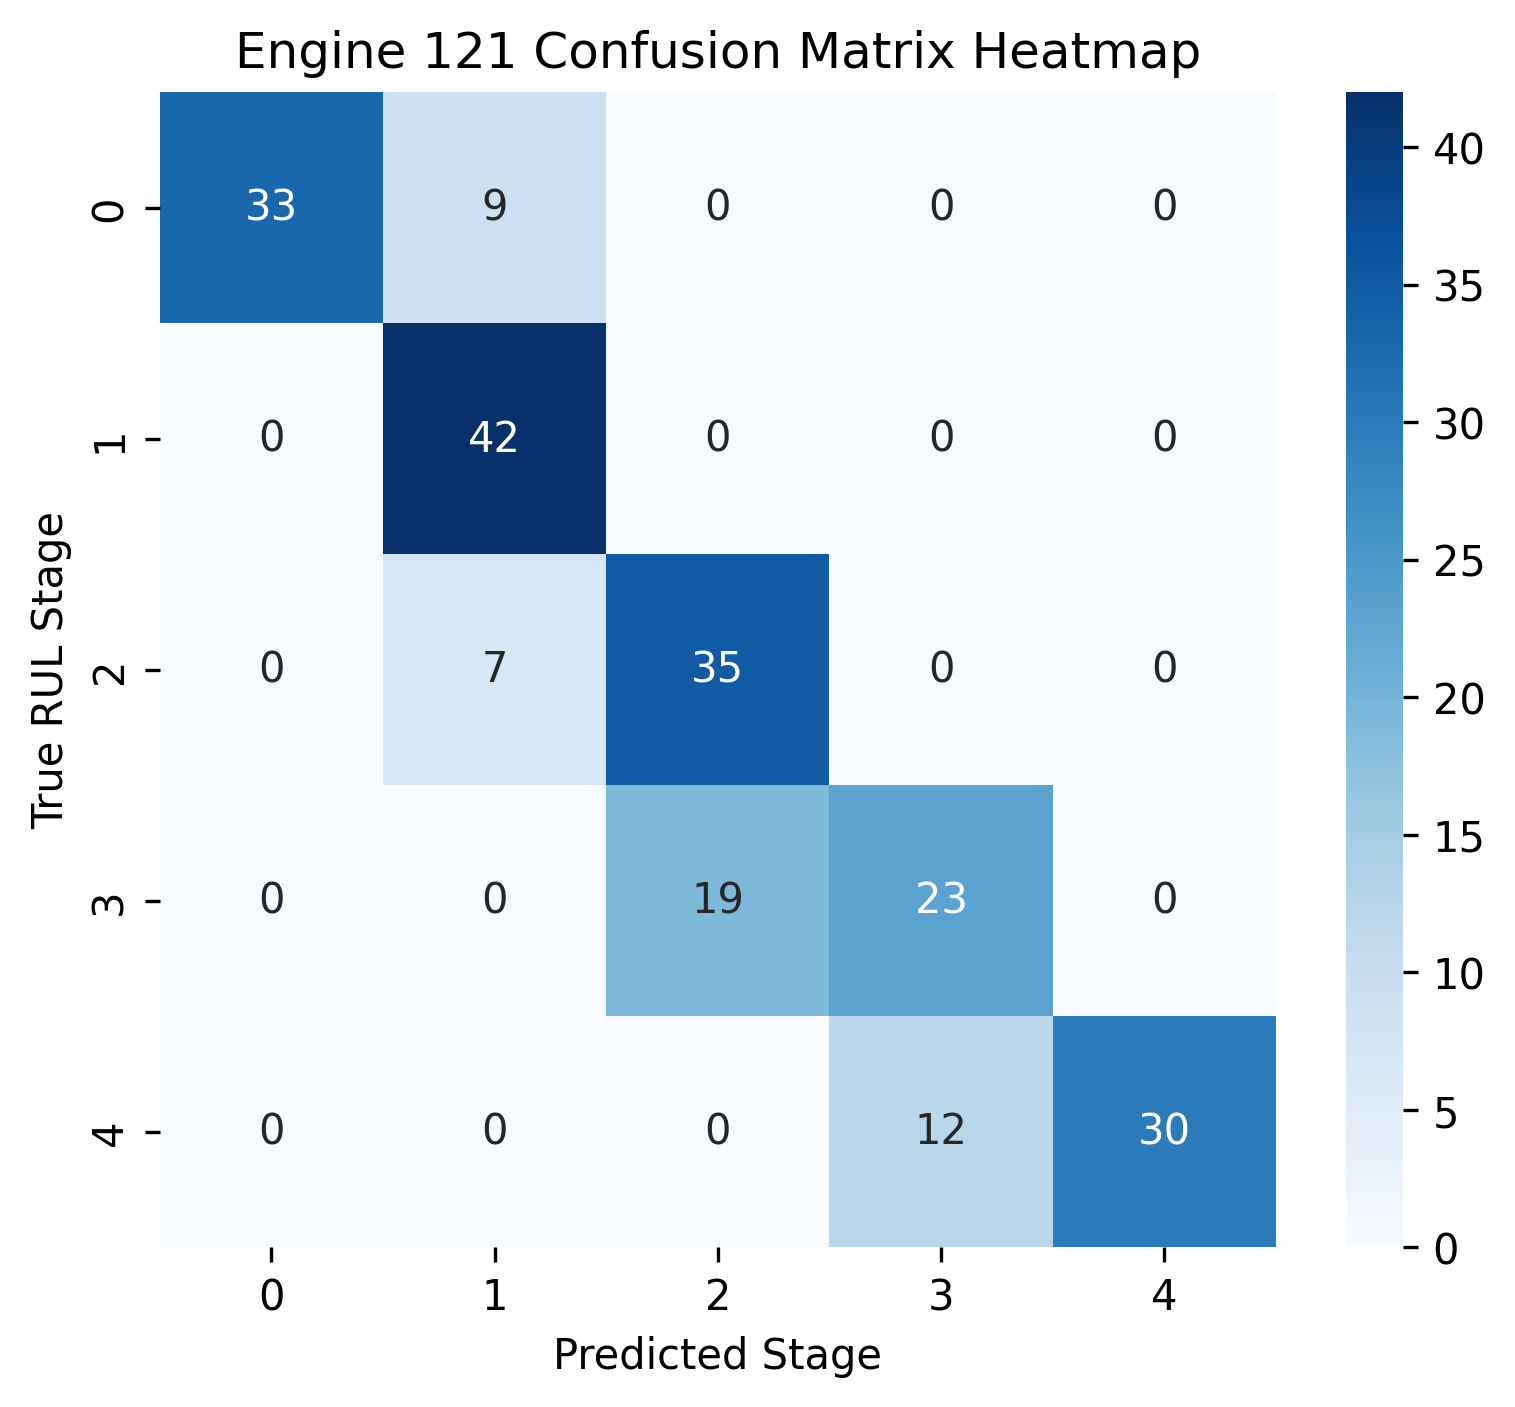 Engine 121 Confusion Matrix Heatmap
True RUL Stage
0 33 9 0 0 0
1 0 42 0 0 0
2 0 7 35 0 0
3 0 0 19 23 0
4 0 0 0 12 30
0 1 2 3 4
Predicted Stage
40
35
30
25
20
15
10
5
0